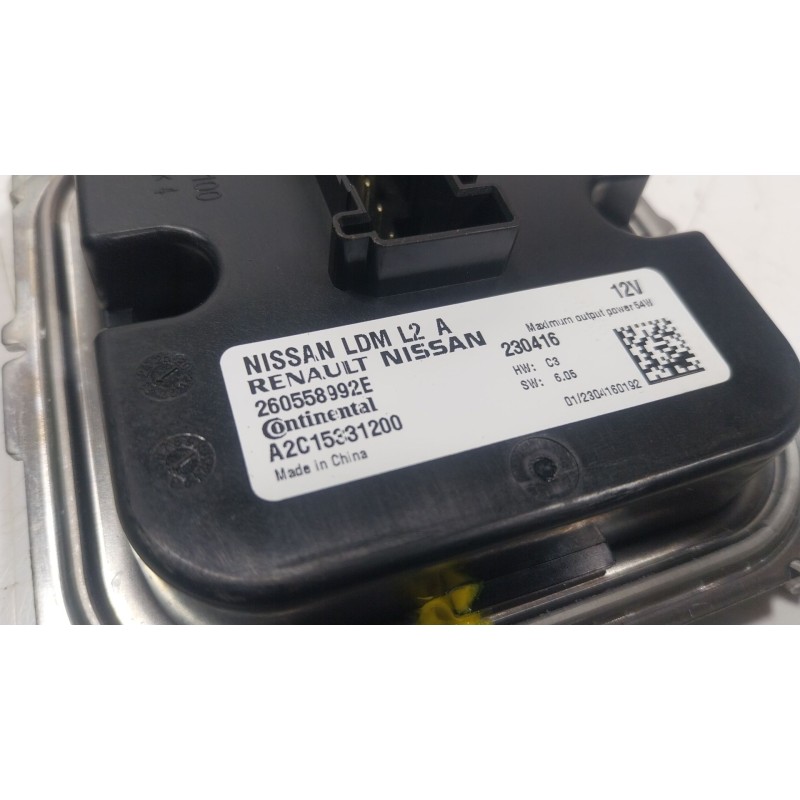 100
NISSAN LDM L2 A
RENAULT NISSAN
260558992E
Continental
A2C15331200
Made in China
12V
Maximum output power 54W
230416
HW: C3
SW: 6.05
01/2304160192